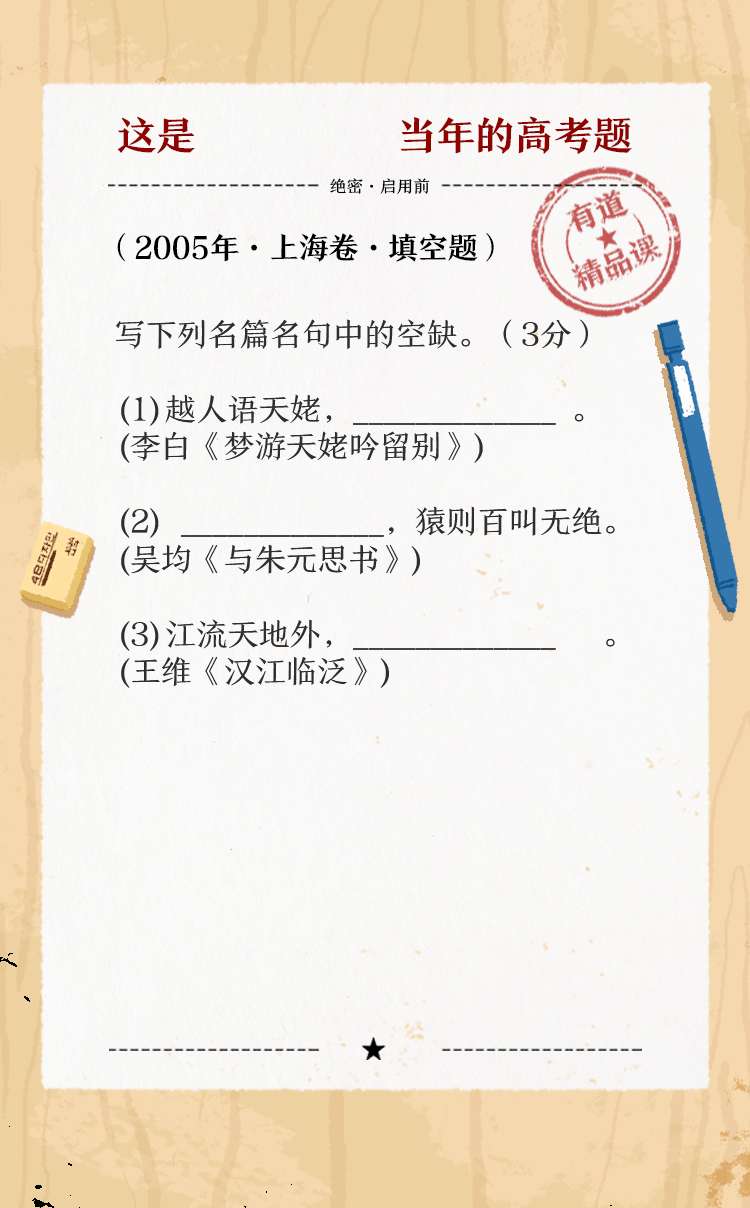 这是 当年的高考题
绝密·启用前
有道
精品课
（2005年·上海卷·填空题）
写下列名篇名句中的空缺。（3分）
(1)越人语天姥，_____________ 。
(李白《梦游天姥吟留别》)
(2) _____________，猿则百叫无绝。
(吴均《与朱元思书》)
(3)江流天地外，_____________ 。
(王维《汉江临泛》)